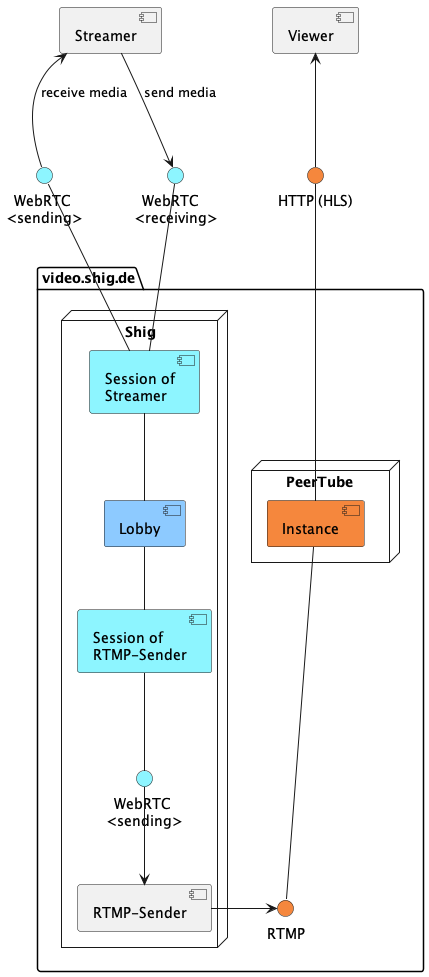 Streamer
Viewer
receive media
send media
WebRTC
<sending>
WebRTC
<receiving>
HTTP (HLS)
video.shig.de
Shig
Session of
Streamer
PeerTube
Lobby
Instance
Session of
RTMP-Sender
WebRTC
<sending>
RTMP-Sender
RTMP